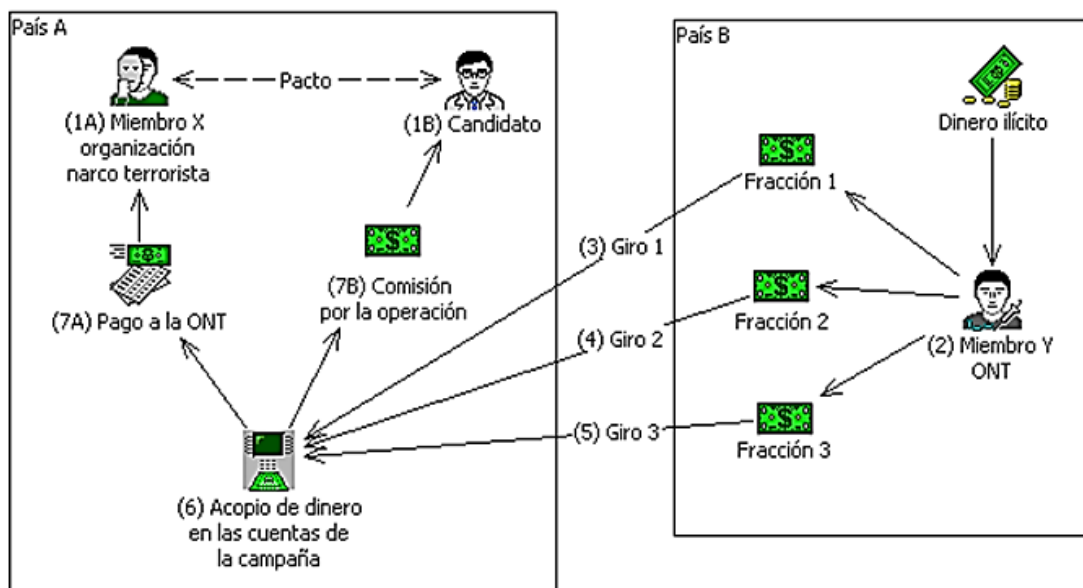 País A
Pacto
(1A) Miembro X
organización
narco terrorista
(1B) Candidato
(7A) Pago a la ONT
(7B) Comisión
por la operación
(6) Acopio de dinero
en las cuentas de
la campaña
(3) Giro 1
(4) Giro 2
(5) Giro 3
País B
Dinero ilícito
Fracción 1
Fracción 2
Fracción 3
(2) Miembro Y
ONT